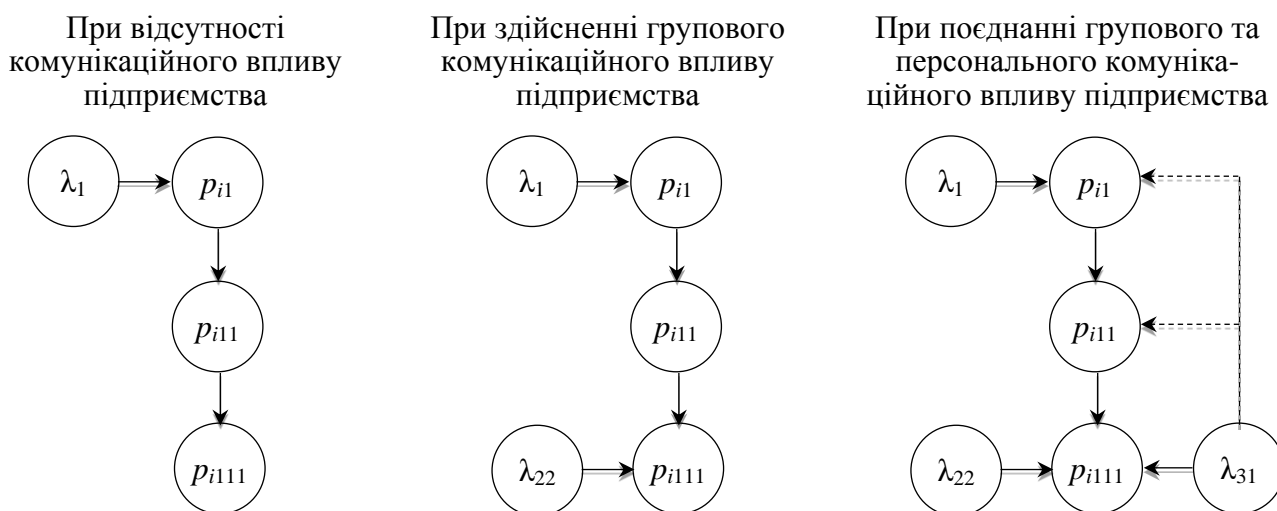 При відсутності
комунікаційного впливу
підприємства
λ1
pi1
pi11
pi111
При здійсненні групового
комунікаційного впливу
підприємства
λ1
pi1
pi11
λ22
pi111
При поєднанні групового та
персонального комуніка-
ційного впливу підприємства
λ1
pi1
pi11
λ22
pi111
λ31